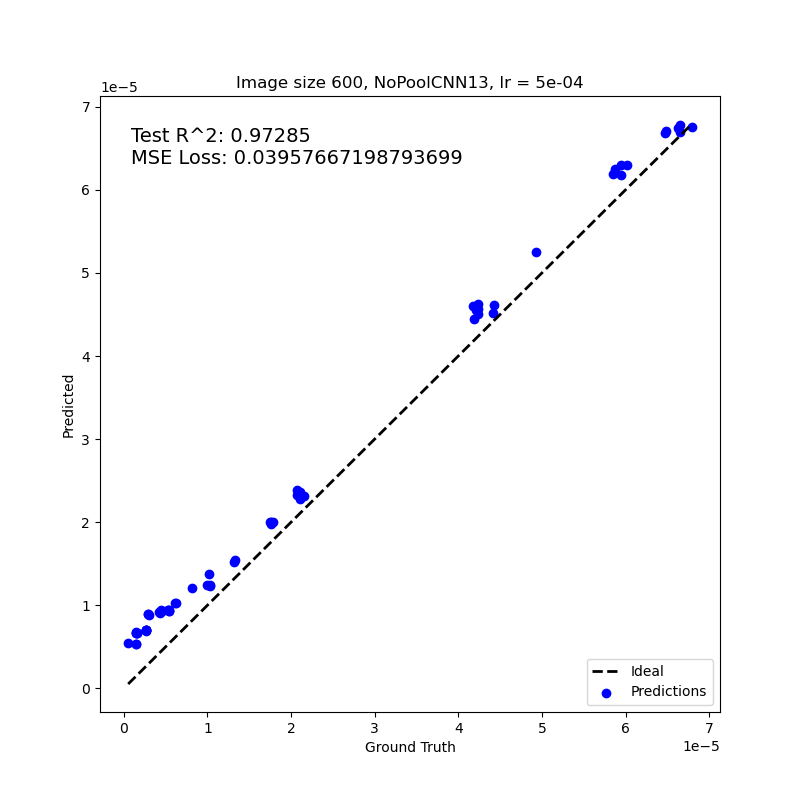 Image size 600, NoPoolCNN13, lr = 5e-04
1e−5
Test R^2: 0.97285
MSE Loss: 0.03957667198793699
7
6
5
4
3
2
1
0
Predicted
Ideal
Predictions
0 1 2 3 4 5 6 7
Ground Truth
1e−5